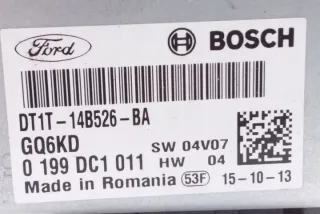 Ford BOSCH
DT1T-14B526-BA
GQ6KD SW 04V07
0 199 DC1 011 HW 04
Made in Romania 53F 15-10-13